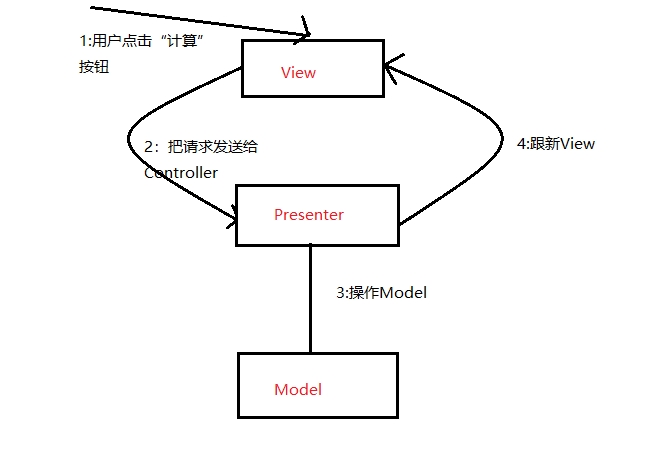 1:用户点击“计算”
按钮
View
2：把请求发送给
Controller
4:跟新View
Presenter
3:操作Model
Model